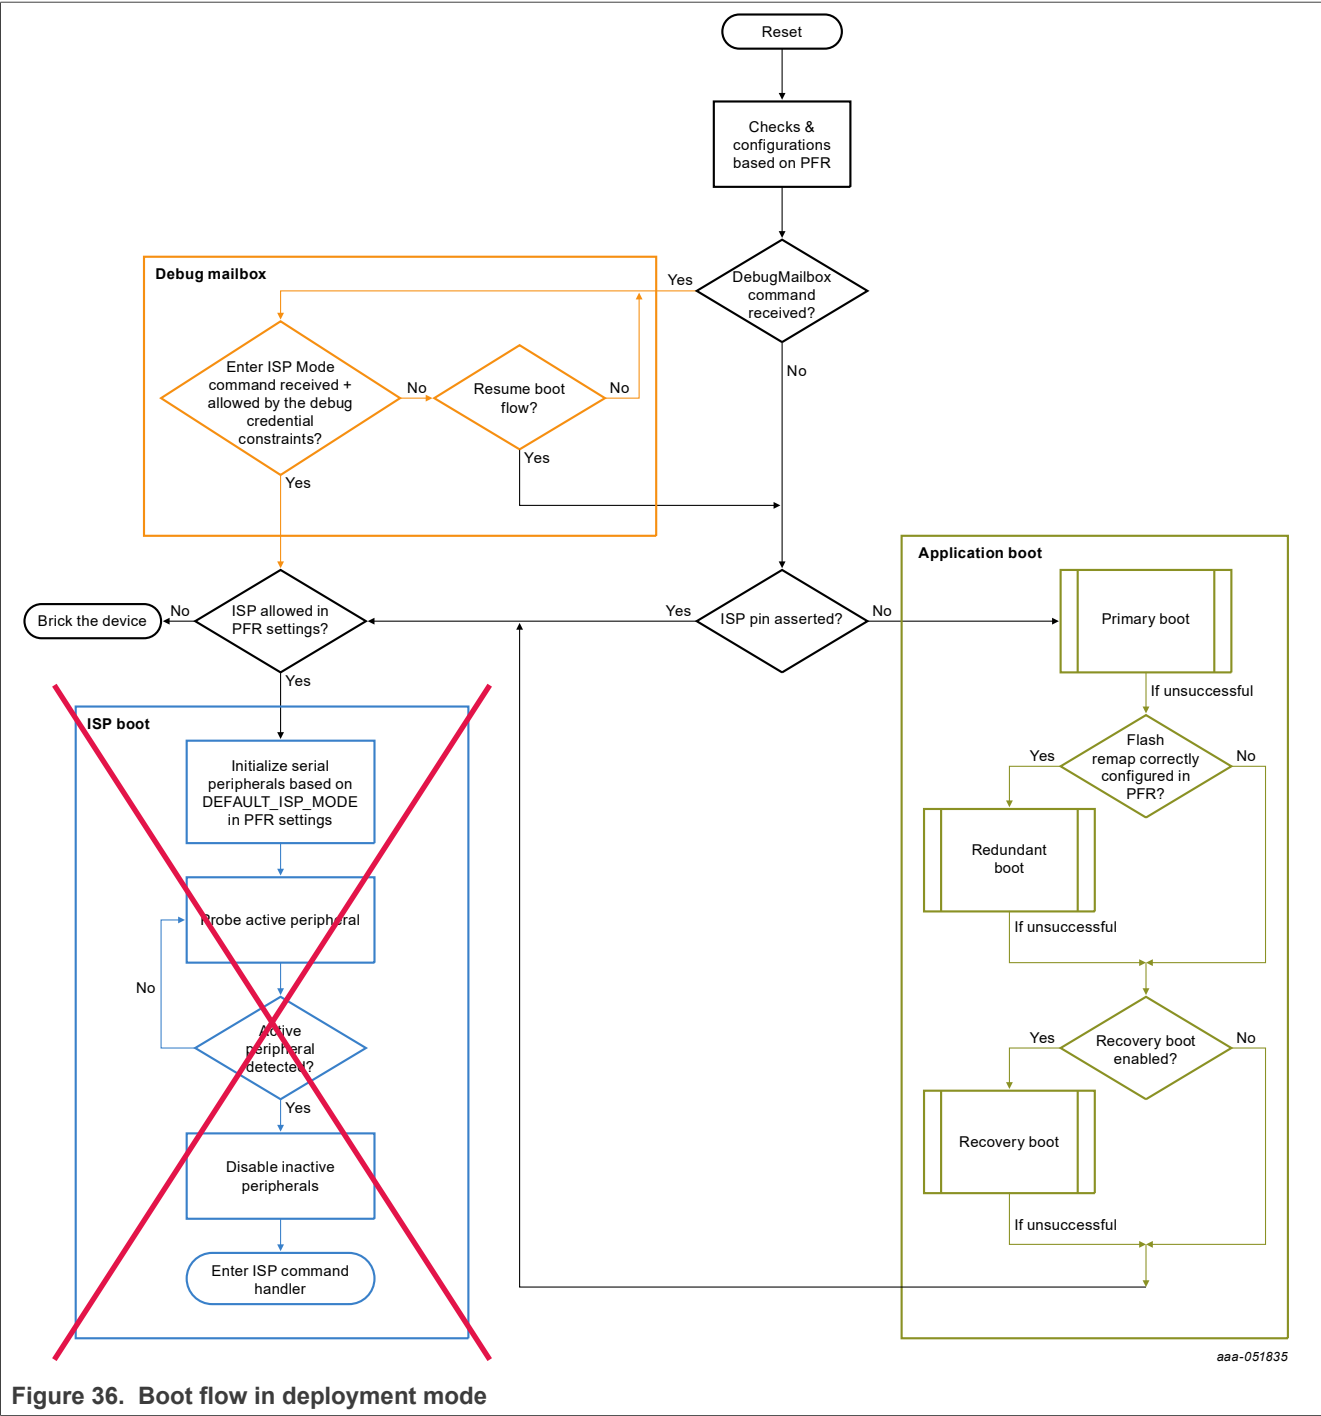 Reset
Checks &
configurations
based on PFR
DebugMailbox
command
received?
Yes
No
Debug mailbox
Enter ISP Mode
command received +
allowed by the debug
credential
constraints?
No
Yes
Resume boot
flow?
No
Yes
ISP pin asserted?
Yes
No
ISP allowed in
PFR settings?
No
Yes
Brick the device
ISP boot
Initialize serial
peripherals based on
DEFAULT_ISP_MODE
in PFR settings
Probe active peripheral
Active
peripheral
detected?
No
Yes
Disable inactive
peripherals
Enter ISP command
handler
Application boot
Primary boot
If unsuccessful
Flash
remap correctly
configured in
PFR?
Yes
No
Redundant
boot
If unsuccessful
Recovery boot
enabled?
Yes
No
Recovery boot
If unsuccessful
aaa-051835
Figure 36. Boot flow in deployment mode